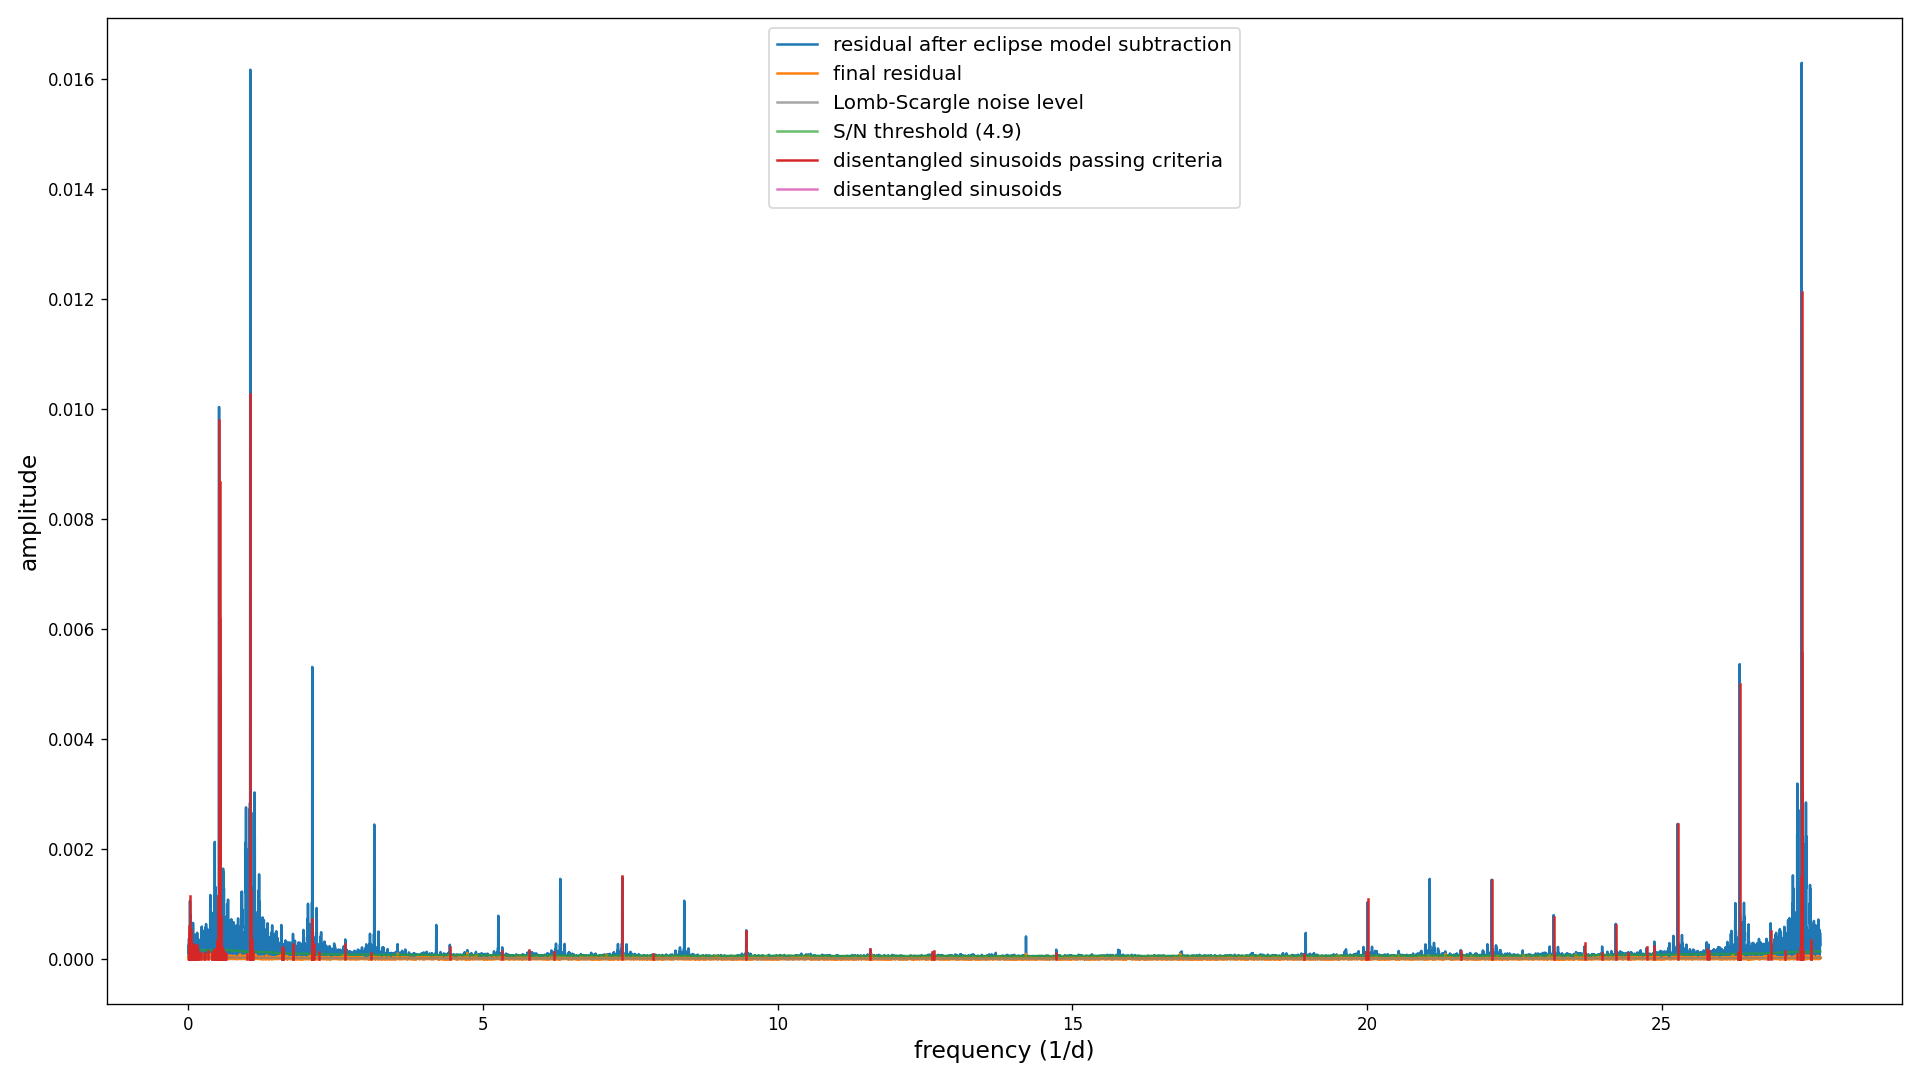 residual after eclipse model subtraction
final residual
Lomb-Scargle noise level
S/N threshold (4.9)
disentangled sinusoids passing criteria
disentangled sinusoids
0.016
0.014
0.012
0.010
0.008
0.006
0.004
0.002
0.000
amplitude
0 5 10 15 20 25
frequency (1/d)